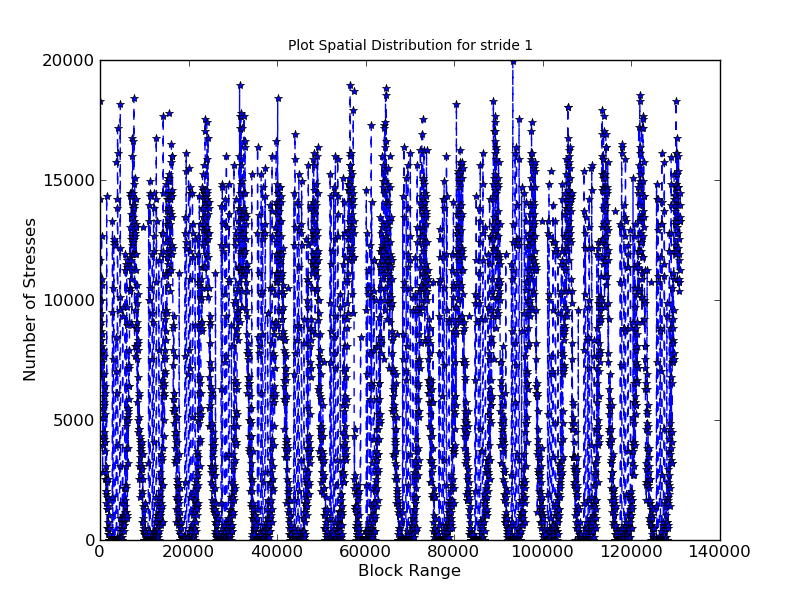 Plot Spatial Distribution for stride 1
20000
15000
10000
5000
0
Number of Stresses
0 20000 40000 60000 80000 100000 120000 140000
Block Range